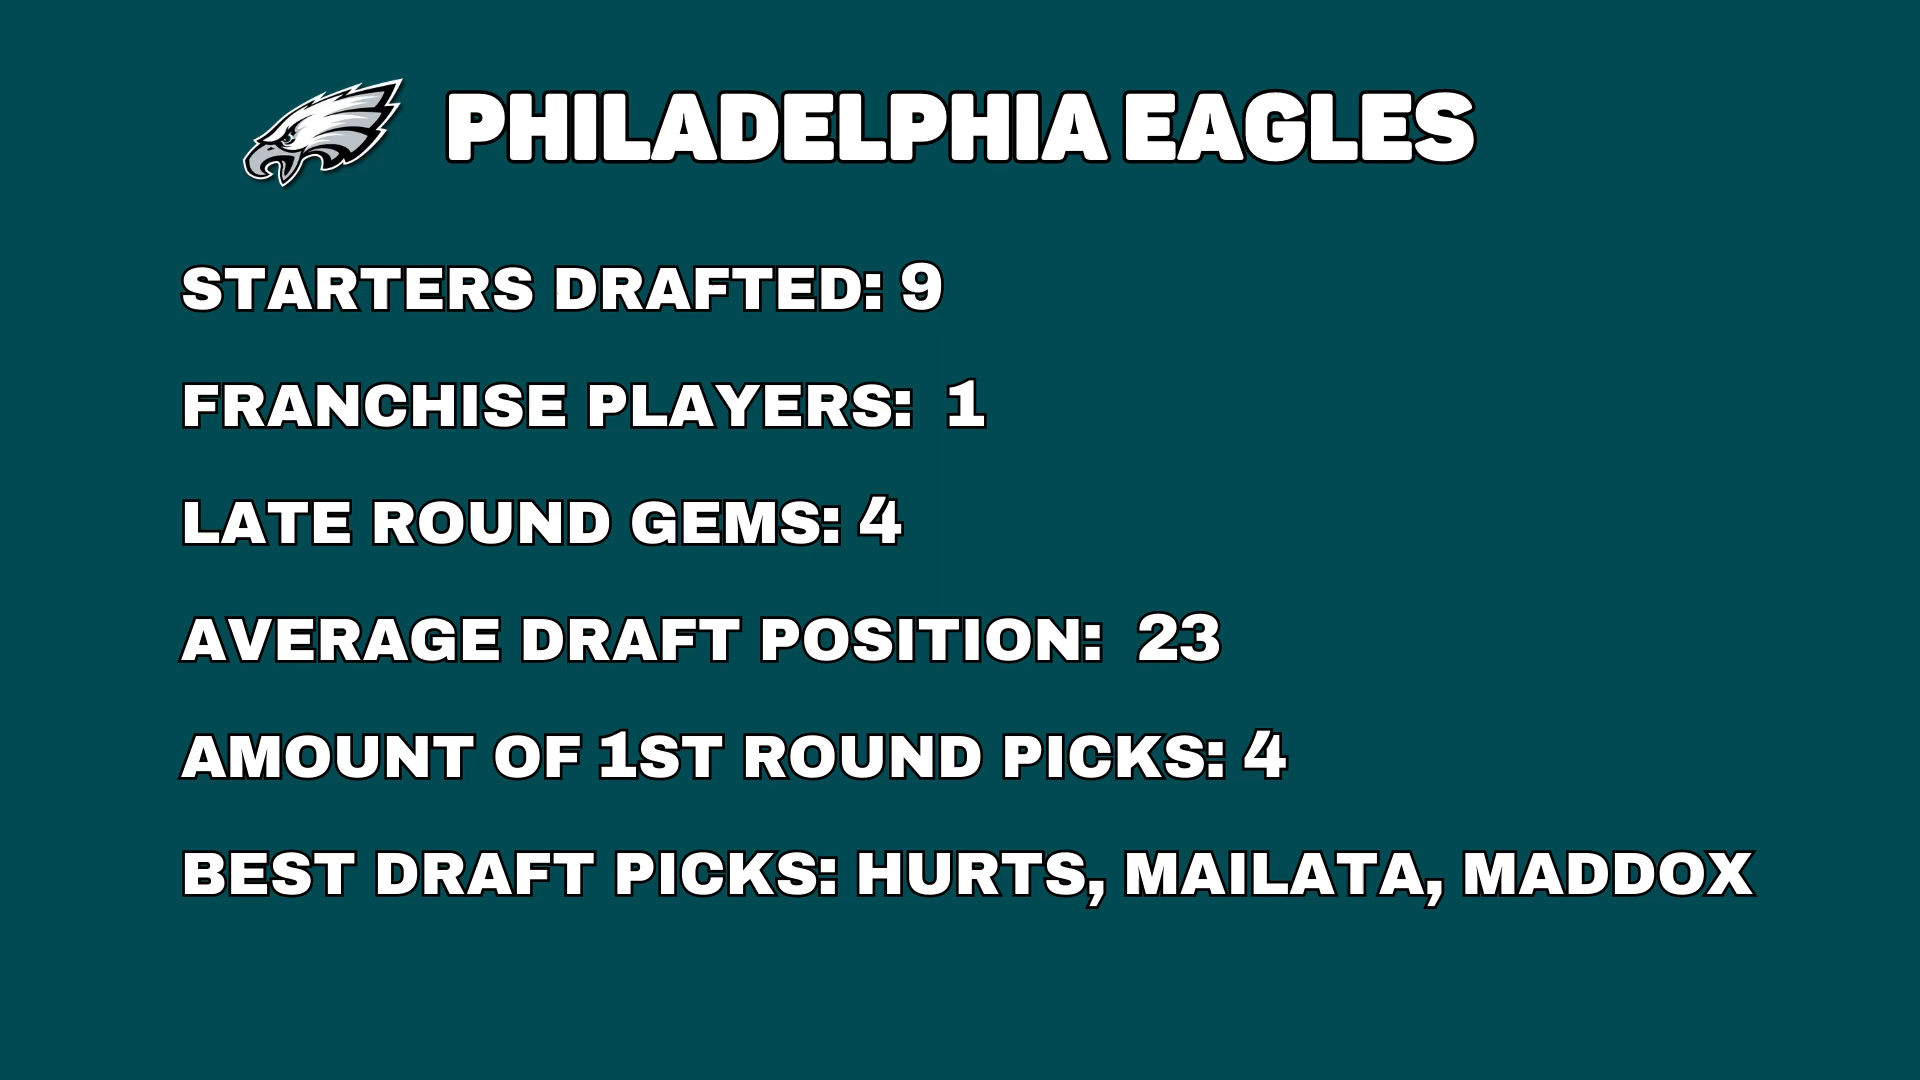 PHILADELPHIA EAGLES
STARTERS DRAFTED: 9
FRANCHISE PLAYERS: 1
LATE ROUND GEMS: 4
AVERAGE DRAFT POSITION: 23
AMOUNT OF 1ST ROUND PICKS: 4
BEST DRAFT PICKS: HURTS, MAILATA, MADDOX